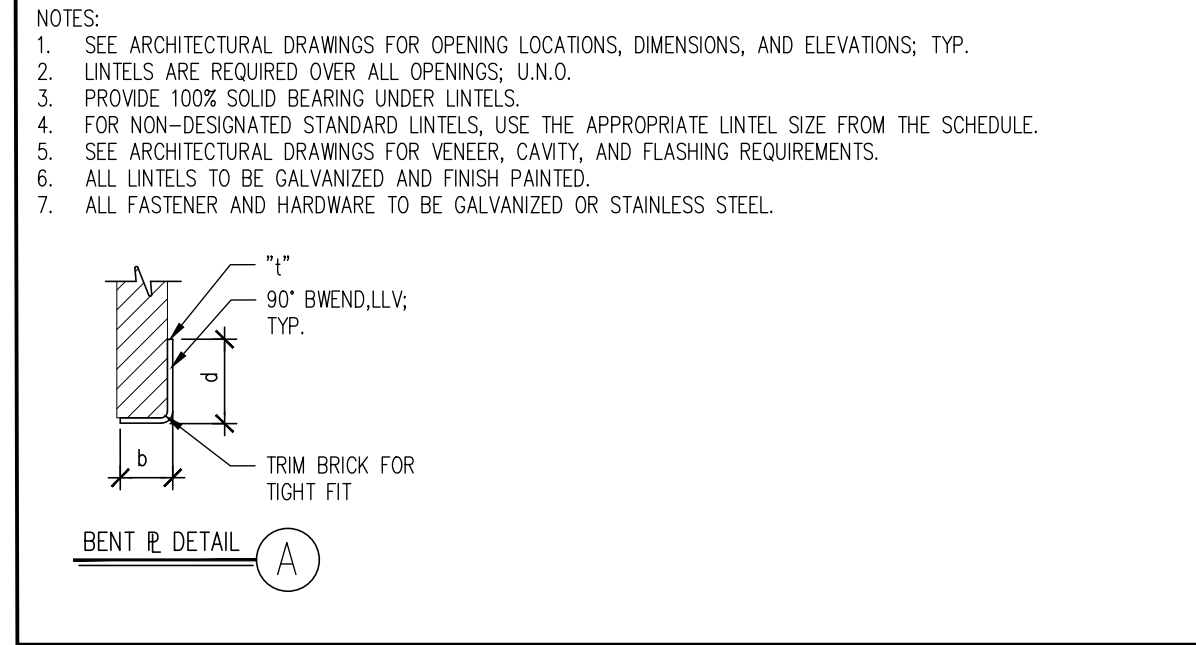 NOTES:
1. SEE ARCHITECTURAL DRAWINGS FOR OPENING LOCATIONS, DIMENSIONS, AND ELEVATIONS; TYP.
2. LINTELS ARE REQUIRED OVER ALL OPENINGS; U.N.O.
3. PROVIDE 100% SOLID BEARING UNDER LINTELS.
4. FOR NON-DESIGNATED STANDARD LINTELS, USE THE APPROPRIATE LINTEL SIZE FROM THE SCHEDULE.
5. SEE ARCHITECTURAL DRAWINGS FOR VENEER, CAVITY, AND FLASHING REQUIREMENTS.
6. ALL LINTELS TO BE GALVANIZED AND FINISH PAINTED.
7. ALL FASTENER AND HARDWARE TO BE GALVANIZED OR STAINLESS STEEL.
"t"
90° BWEND,LLV;
TYP.
d
b
TRIM BRICK FOR
TIGHT FIT
BENT ⅊ DETAIL
A